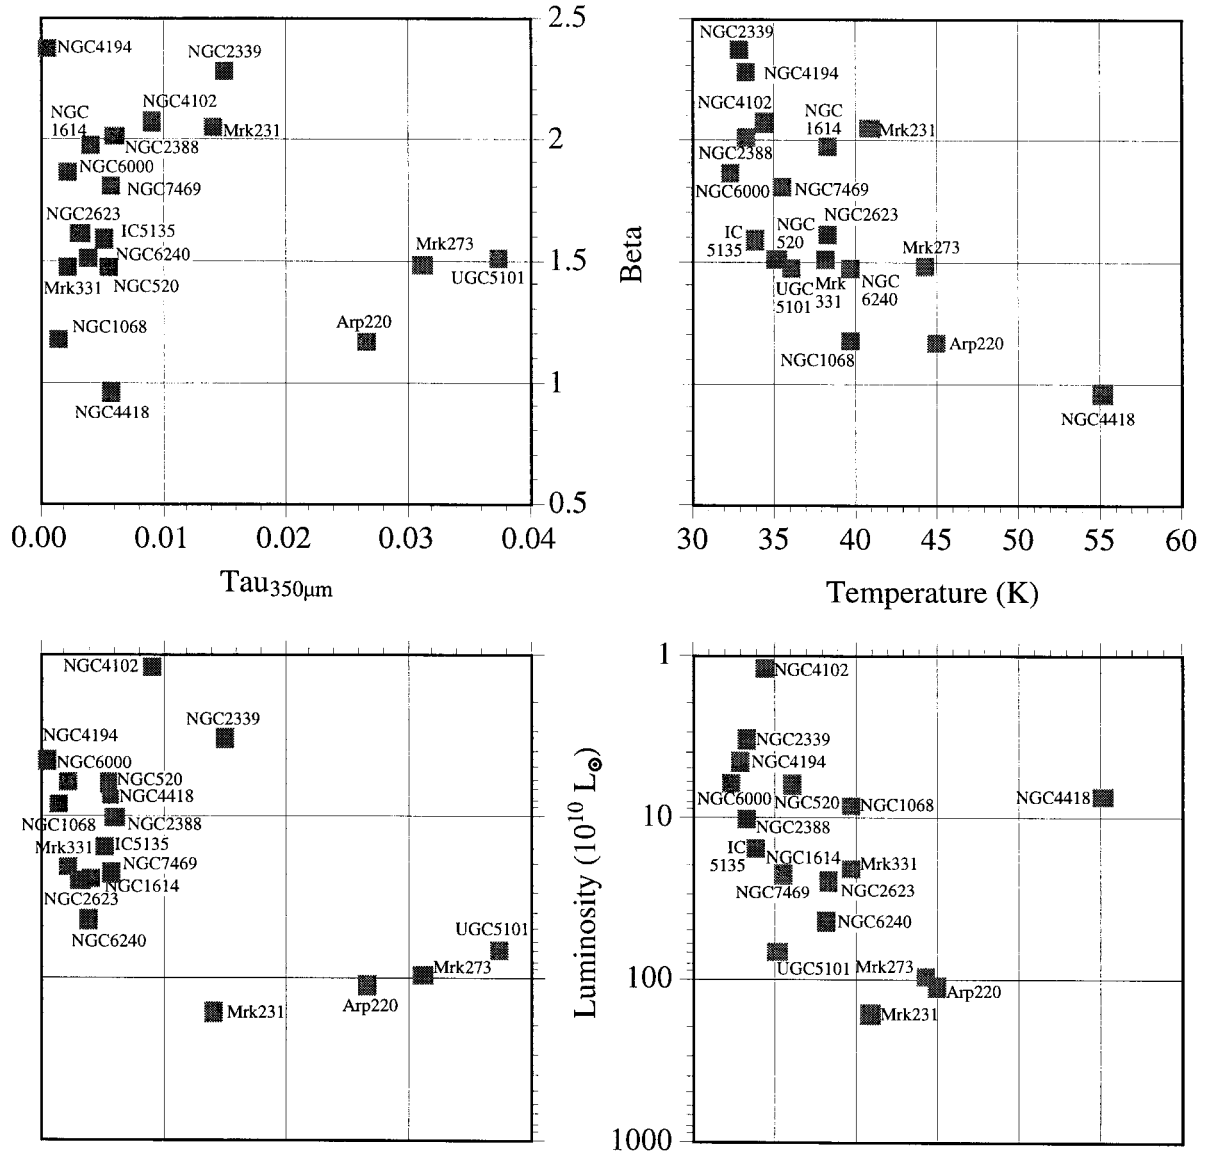 2.5
2
1.5
1
0.5
Beta
NGC4194
NGC2339
NGC4102
NGC
1614
Mrk231
NGC2388
NGC6000
NGC7469
NGC2623
IC5135
NGC6240
Mrk331
NGC520
Mrk273
UGC5101
NGC1068
Arp220
NGC4418
0.00 0.01 0.02 0.03 0.04
Tau350μm
NGC2339
NGC4194
NGC4102
NGC
1614
Mrk231
NGC2388
NGC6000
NGC7469
NGC2623
IC
5135
NGC
520
Mrk273
UGC
5101
Mrk
331
NGC
6240
NGC1068
Arp220
NGC4418
30 35 40 45 50 55 60
Temperature (K)
NGC4102
NGC2339
NGC4194
NGC6000
NGC520
NGC4418
NGC1068
NGC2388
Mrk331
IC5135
NGC7469
NGC1614
NGC2623
NGC6240
UGC5101
Mrk273
Arp220
Mrk231
Luminosity (10¹⁰ L⊙)
1
10
100
1000
NGC4102
NGC2339
NGC4194
NGC6000
NGC520
NGC1068
NGC4418
NGC2388
IC
5135
NGC1614
Mrk331
NGC7469
NGC2623
NGC6240
UGC5101
Mrk273
Arp220
Mrk231